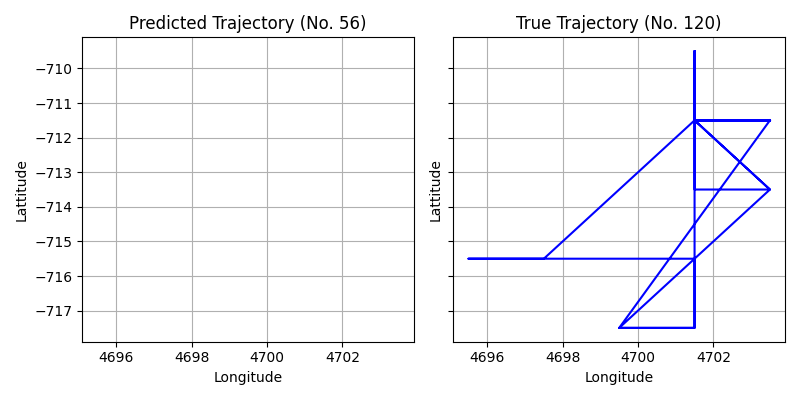 Predicted Trajectory (No. 56)
True Trajectory (No. 120)
Lattitude
−710
−711
−712
−713
−714
−715
−716
−717
4696
4698
4700
4702
Longitude
Lattitude
4696
4698
4700
4702
Longitude